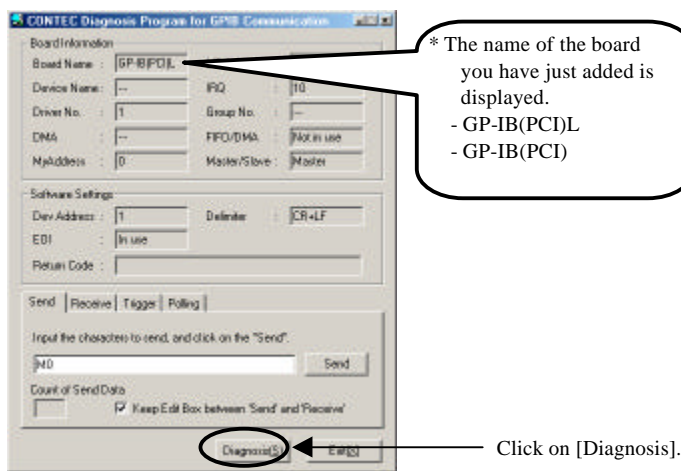 CONTEC Diagnosis Program for GPIB Communication
Board Information
Board Name : GP-IB(PCI)L
Device Name : --
IRQ : 10
Driver No. : 1
Group No. : --
DMA : --
FIFO/DMA : Not in use
MyAddress : 0
Master/Slave : Master
Software Settings
Dev Address : 1
Delimiter : CR+LF
EOI : In use
Return Code :
Send Receive Trigger Polling
Input the characters to send, and click on the "Send".
Send
Count of Send Data
Keep Edit Box between 'Send' and 'Receive'
Diagnosis(S)
Exit(X)
* The name of the board
you have just added is
displayed.
- GP-IB(PCI)L
- GP-IB(PCI)
Click on [Diagnosis].